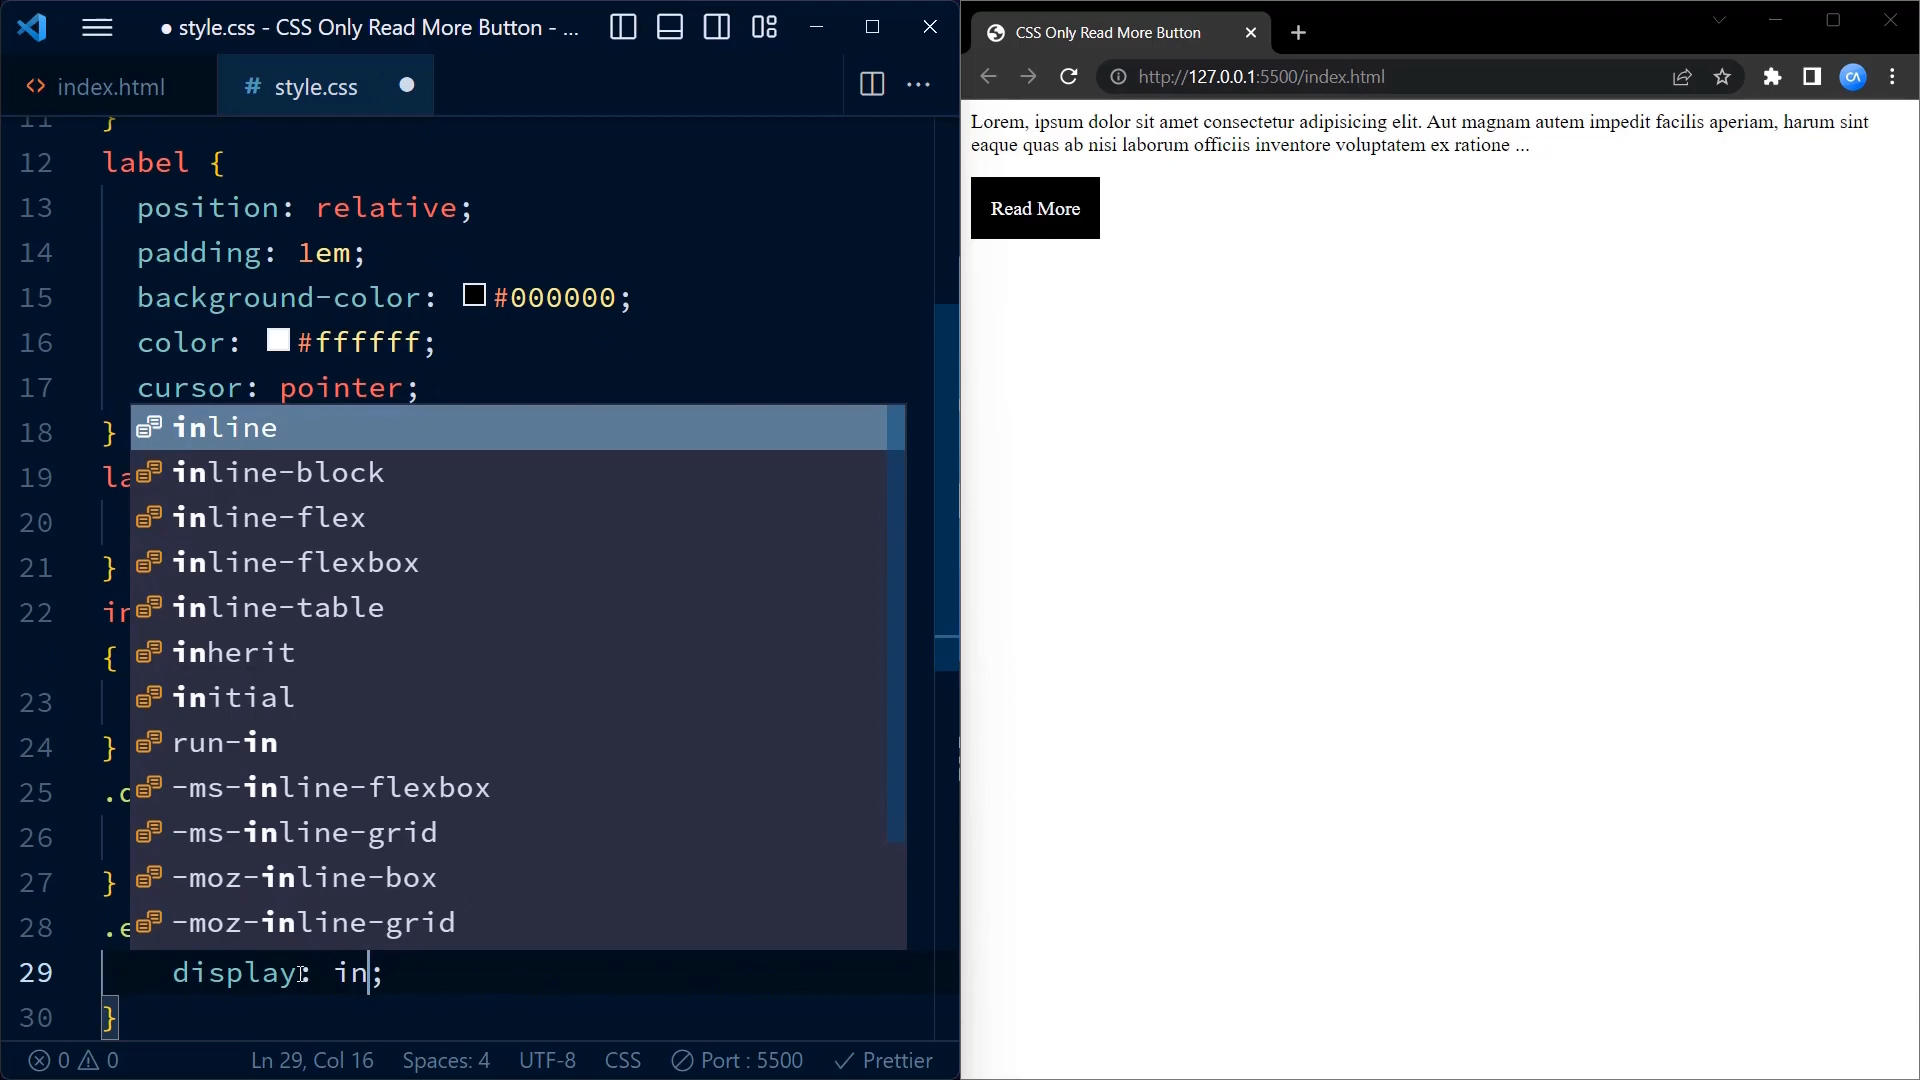 ● style.css - CSS Only Read More Button - ...
<> index.html
# style.css ●
11 }
12 label {
13 position: relative;
14 padding: 1em;
15 background-color: #000000;
16 color: #ffffff;
17 cursor: pointer;
18 }
19 la
20
21 }
22 in
{
23
24 }
25 .c
26
27 }
28 .e
29 display: in;
30 }
inline
inline-block
inline-flex
inline-flexbox
inline-table
inherit
initial
run-in
-ms-inline-flexbox
-ms-inline-grid
-moz-inline-box
-moz-inline-grid
0 0 Ln 29, Col 16 Spaces: 4 UTF-8 CSS Port : 5500 Prettier
CSS Only Read More Button
http://127.0.0.1:5500/index.html
CA
Lorem, ipsum dolor sit amet consectetur adipisicing elit. Aut magnam autem impedit facilis aperiam, harum sint
eaque quas ab nisi laborum officiis inventore voluptatem ex ratione ...
Read More